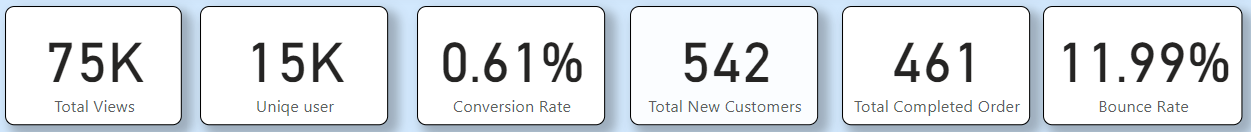 75K
Total Views
15K
Uniqe user
0.61%
Conversion Rate
542
Total New Customers
461
Total Completed Order
11.99%
Bounce Rate